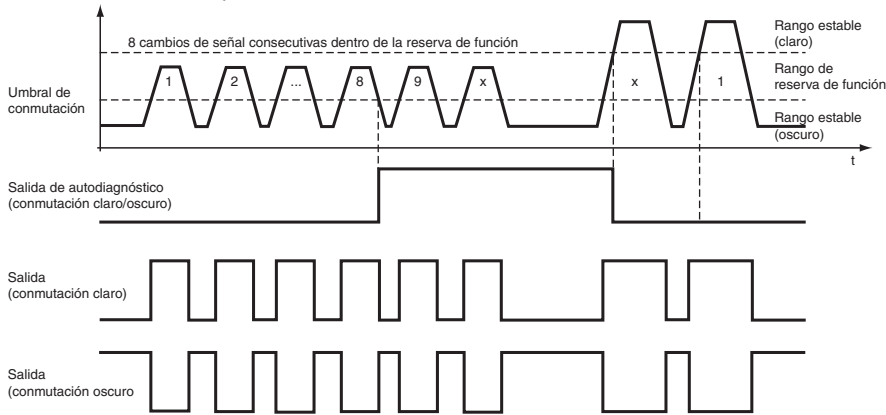 8 cambios de señal consecutivas dentro de la reserva de función
Rango estable
(claro)
Umbral de
conmutación
1
2
...
8
9
x
x
1
Rango de
reserva de función
Rango estable
(oscuro)
t
Salida de autodiagnóstico
(conmutación claro/oscuro)
Salida
(conmutación claro)
Salida
(conmutación oscuro